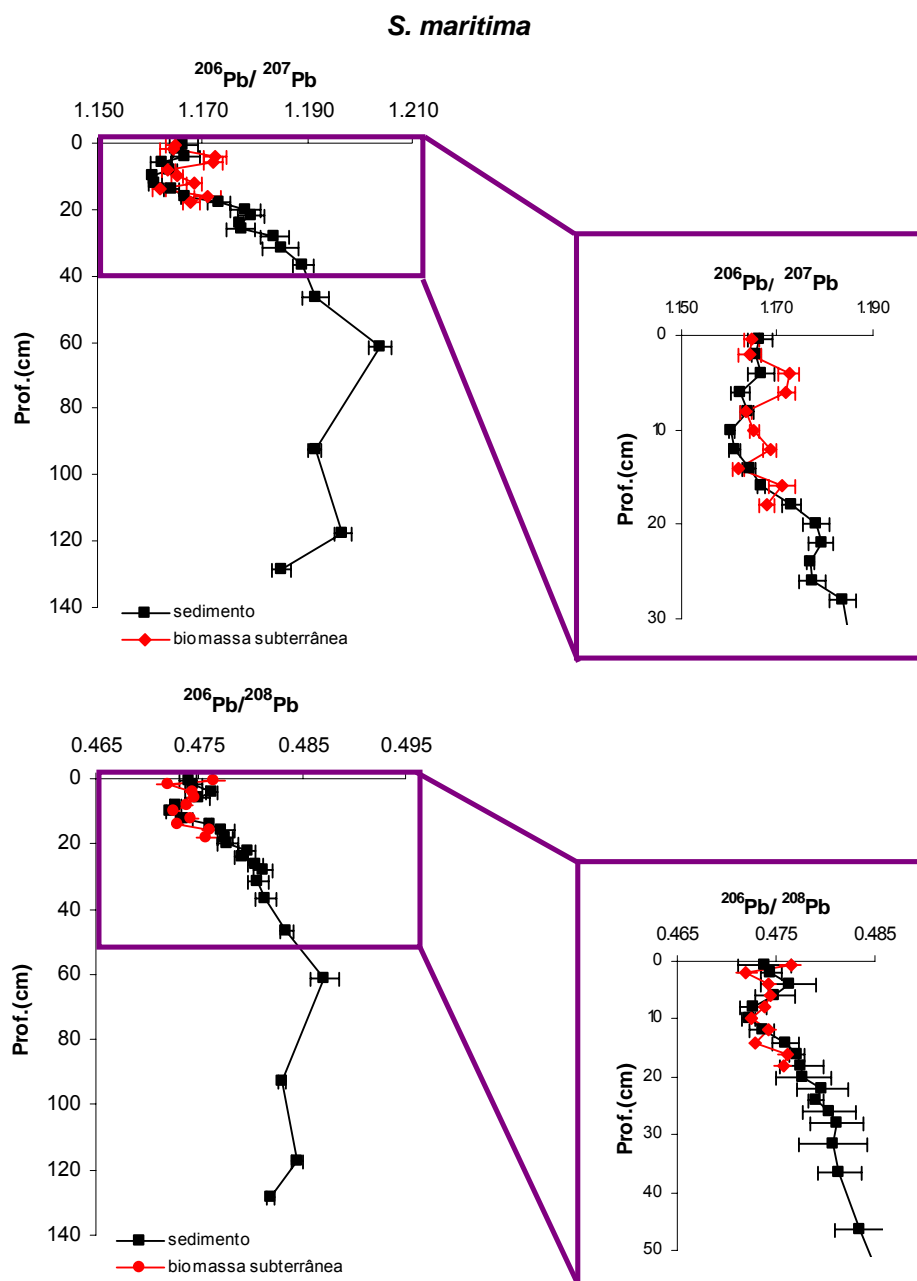 S. maritima
²⁰⁶Pb/ ²⁰⁷Pb
1.150 1.170 1.190 1.210
0
20
40
60
80
100
120
140
Prof.(cm)
sedimento
biomassa subterrânea
²⁰⁶Pb/ ²⁰⁷Pb
1.150 1.170 1.190
0
10
20
30
Prof.(cm)
²⁰⁶Pb/²⁰⁸Pb
0.465 0.475 0.485 0.495
0
20
40
60
80
100
120
140
Prof.(cm)
sedimento
biomassa subterrânea
²⁰⁶Pb/ ²⁰⁸Pb
0.465 0.475 0.485
0
10
20
30
40
50
Prof.(cm)